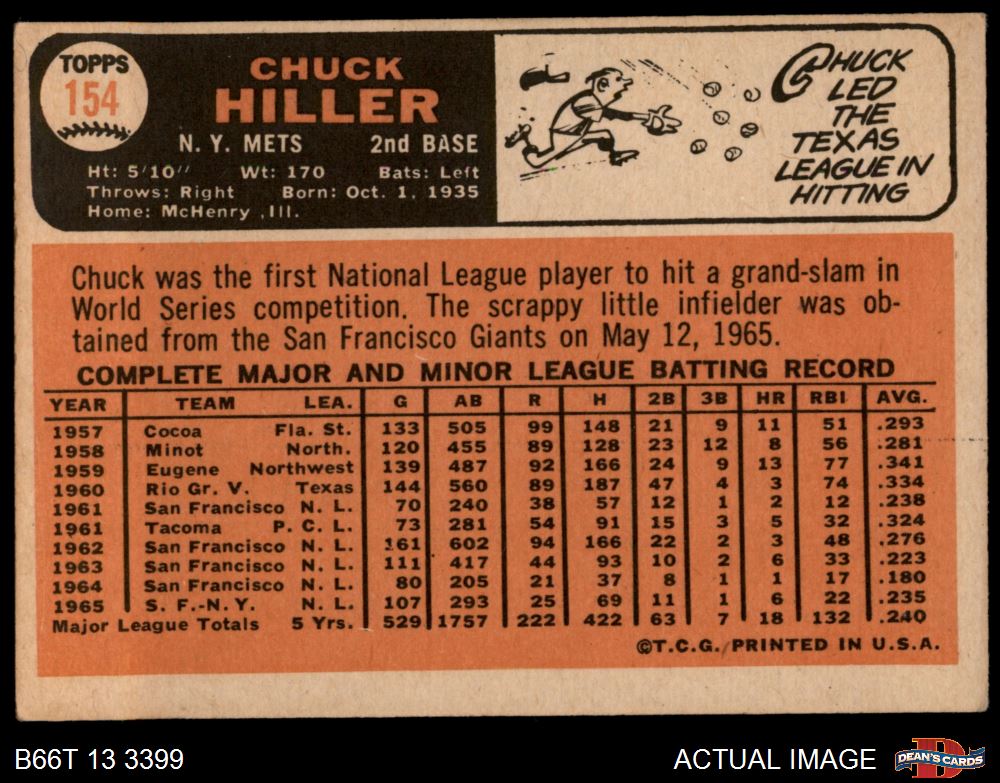 TOPPS
154
CHUCK
HILLER
N. Y. METS 2nd BASE
Ht: 5'10" Wt: 170 Bats: Left
Throws: Right Born: Oct. 1, 1935
Home: McHenry ,Ill.
CHUCK
LED
THE
TEXAS
LEAGUE IN
HITTING
Chuck was the first National League player to hit a grand-slam in
World Series competition. The scrappy little infielder was ob-
tained from the San Francisco Giants on May 12, 1965.
COMPLETE MAJOR AND MINOR LEAGUE BATTING RECORD
YEAR TEAM LEA. G AB R H 2B 3B HR RBI AVG.
1957 Cocoa Fla. St. 133 505 99 148 21 9 11 51 .293
1958 Minot North. 120 455 89 128 23 12 8 56 .281
1959 Eugene Northwest 139 487 92 166 24 9 13 77 .341
1960 Rio Gr. V. Texas 144 560 89 187 47 4 3 74 .334
1961 San Francisco N. L. 70 240 38 57 12 1 2 12 .238
1961 Tacoma P. C. L. 73 281 54 91 15 3 5 32 .324
1962 San Francisco N. L. 161 602 94 166 22 2 3 48 .276
1963 San Francisco N. L. 111 417 44 93 10 2 6 33 .223
1964 San Francisco N. L. 80 205 21 37 8 1 1 17 .180
1965 S. F.-N. Y. N. L. 107 293 25 69 11 1 6 22 .235
Major League Totals 5 Yrs. 529 1757 222 422 63 7 18 132 .240
©T.C.G. PRINTED IN U.S.A.
B66T 13 3399 ACTUAL IMAGE
D
DEAN'S CARDS